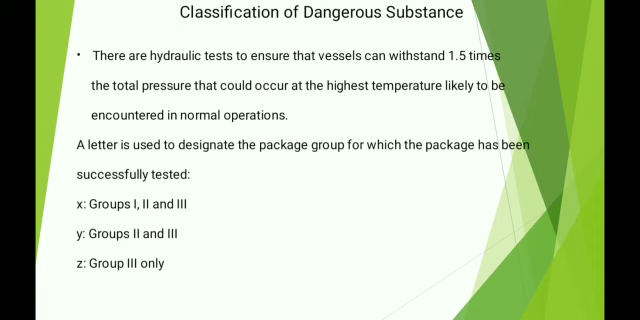 Classification of Dangerous Substance
• There are hydraulic tests to ensure that vessels can withstand 1.5 times
the total pressure that could occur at the highest temperature likely to be
encountered in normal operations.
A letter is used to designate the package group for which the package has been
successfully tested:
x: Groups I, II and III
y: Groups II and III
z: Group III only